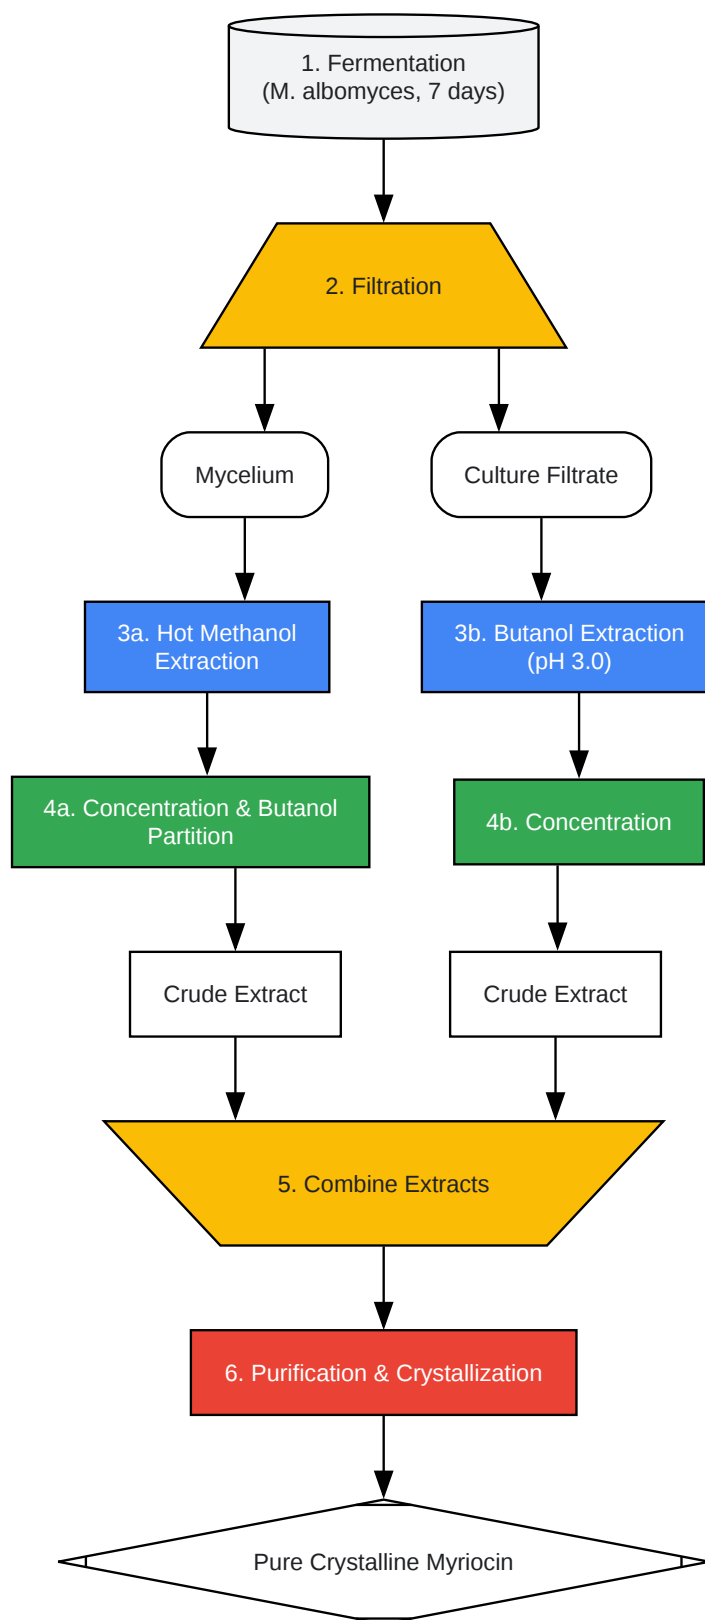 1. Fermentation
(M. albomyces, 7 days)
2. Filtration
Mycelium
Culture Filtrate
3a. Hot Methanol
Extraction
3b. Butanol Extraction
(pH 3.0)
4a. Concentration & Butanol
Partition
4b. Concentration
Crude Extract
Crude Extract
5. Combine Extracts
6. Purification & Crystallization
Pure Crystalline Myriocin